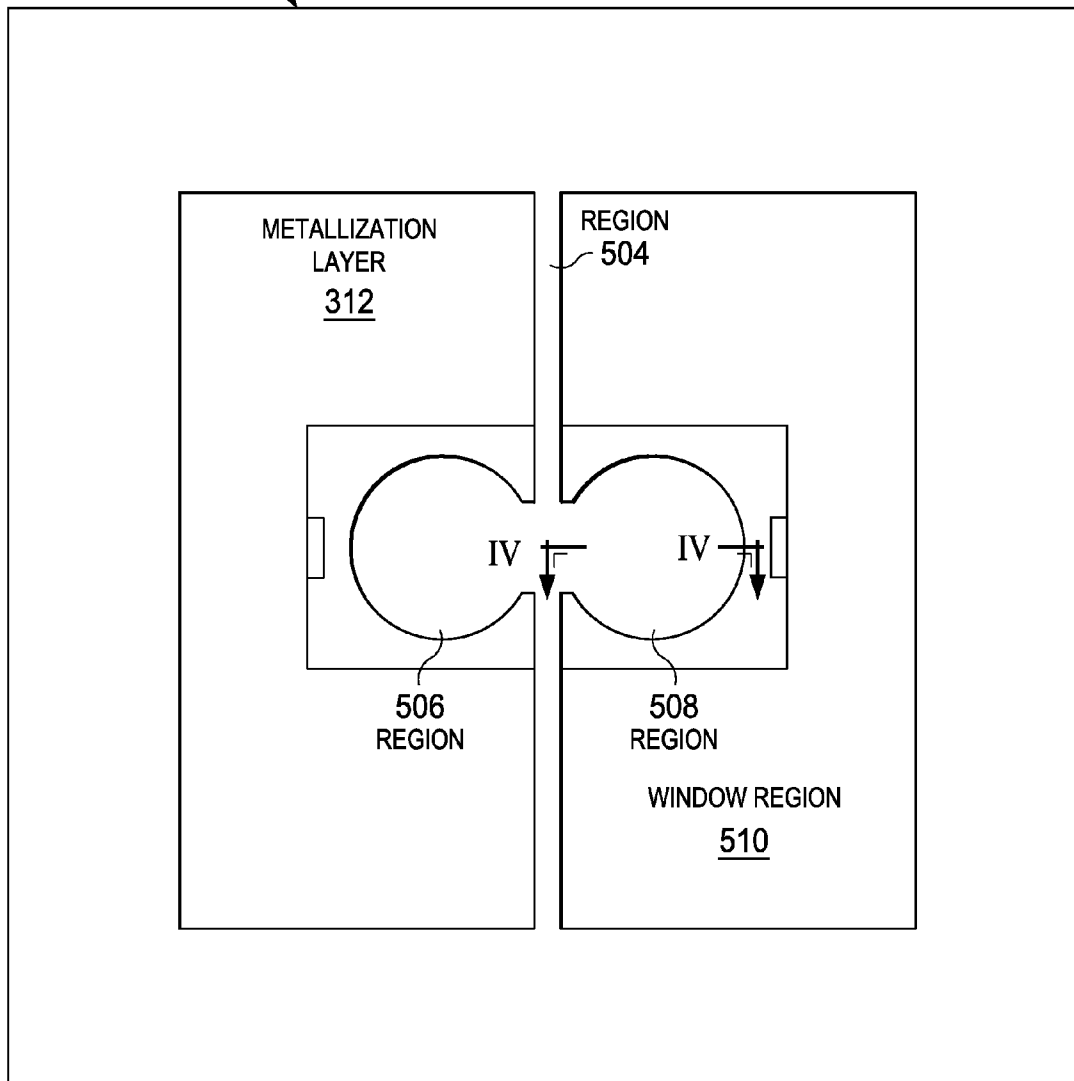 METALLIZATION
LAYER
312
REGION
504
IV
IV
506
REGION
508
REGION
WINDOW REGION
510